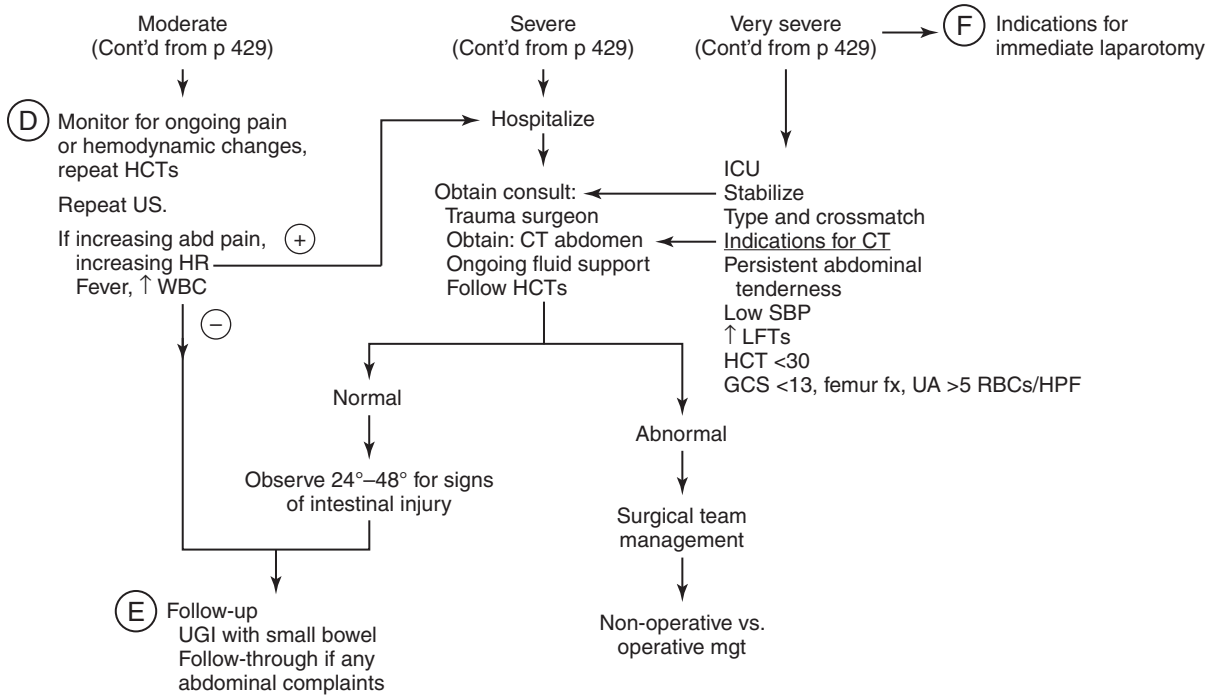 Moderate
(Cont'd from p 429)
Severe
(Cont'd from p 429)
Very severe
(Cont'd from p 429)
F
Indications for
immediate laparotomy
D
Monitor for ongoing pain
or hemodynamic changes,
repeat HCTs
Repeat US.
If increasing abd pain,
increasing HR
Fever, ↑ WBC
+
−
Hospitalize
Obtain consult:
Trauma surgeon
Obtain: CT abdomen
Ongoing fluid support
Follow HCTs
ICU
Stabilize
Type and crossmatch
Indications for CT
Persistent abdominal
tenderness
Low SBP
↑ LFTs
HCT <30
GCS <13, femur fx, UA >5 RBCs/HPF
Normal
Observe 24°–48° for signs
of intestinal injury
Abnormal
Surgical team
management
Non-operative vs.
operative mgt
E
Follow-up
UGI with small bowel
Follow-through if any
abdominal complaints